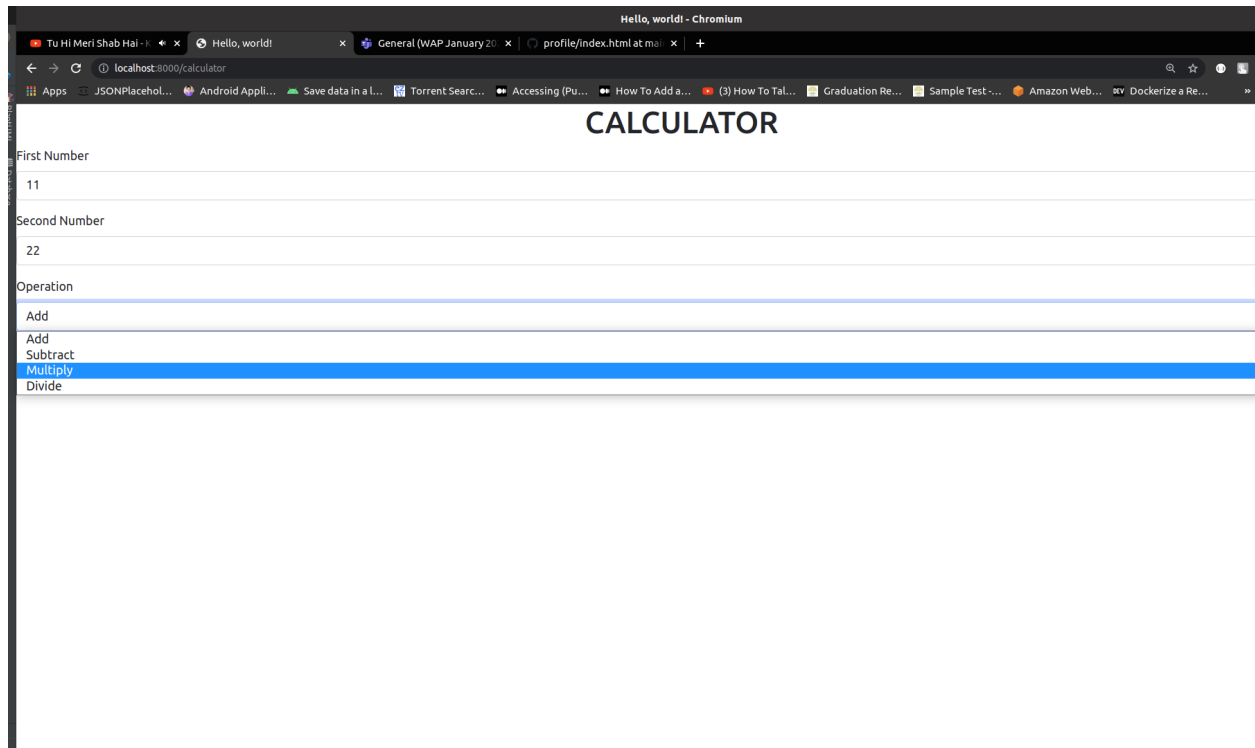 Hello, world! - Chromium
Tu Hi Meri Shab Hai - K Hello, world! General (WAP January 20 profile/index.html at mai
localhost:8000/calculator
Apps JSONPlacehol... Android Appli... Save data in a l... Torrent Searc... Accessing (Pu... How To Add a... (3) How To Tal... Graduation Re... Sample Test -... Amazon Web... DEV Dockerize a Re... »
CALCULATOR
First Number
11
Second Number
22
Operation
Add
Add
Subtract
Multiply
Divide